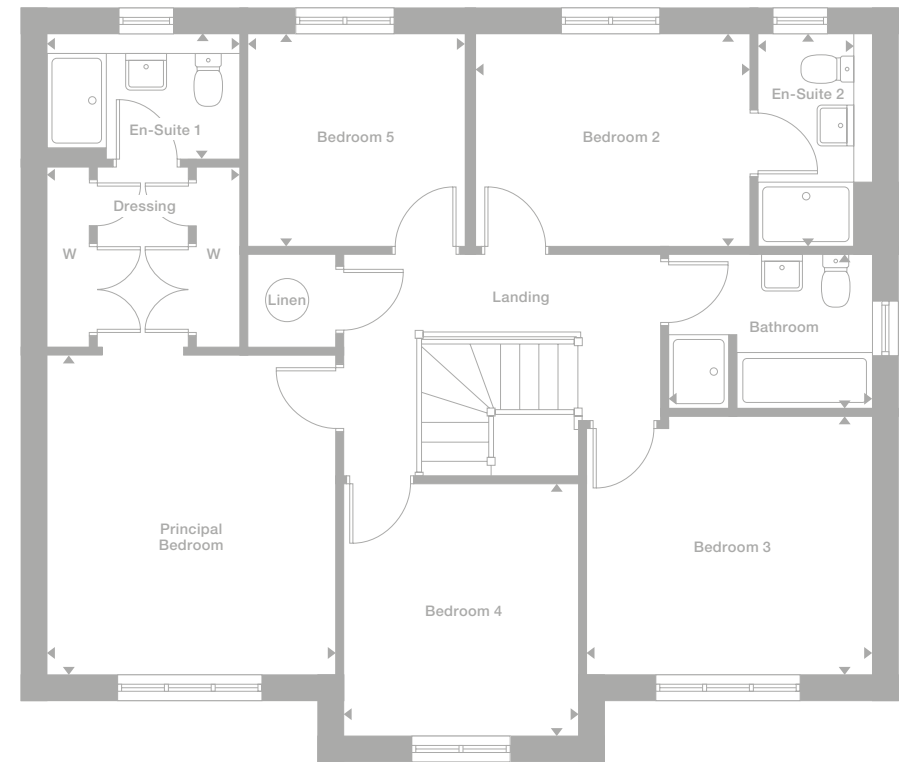 En-Suite 1
Bedroom 5
Bedroom 2
En-Suite 2
Dressing
W
W
Linen
Landing
Bathroom
Principal
Bedroom
Bedroom 4
Bedroom 3